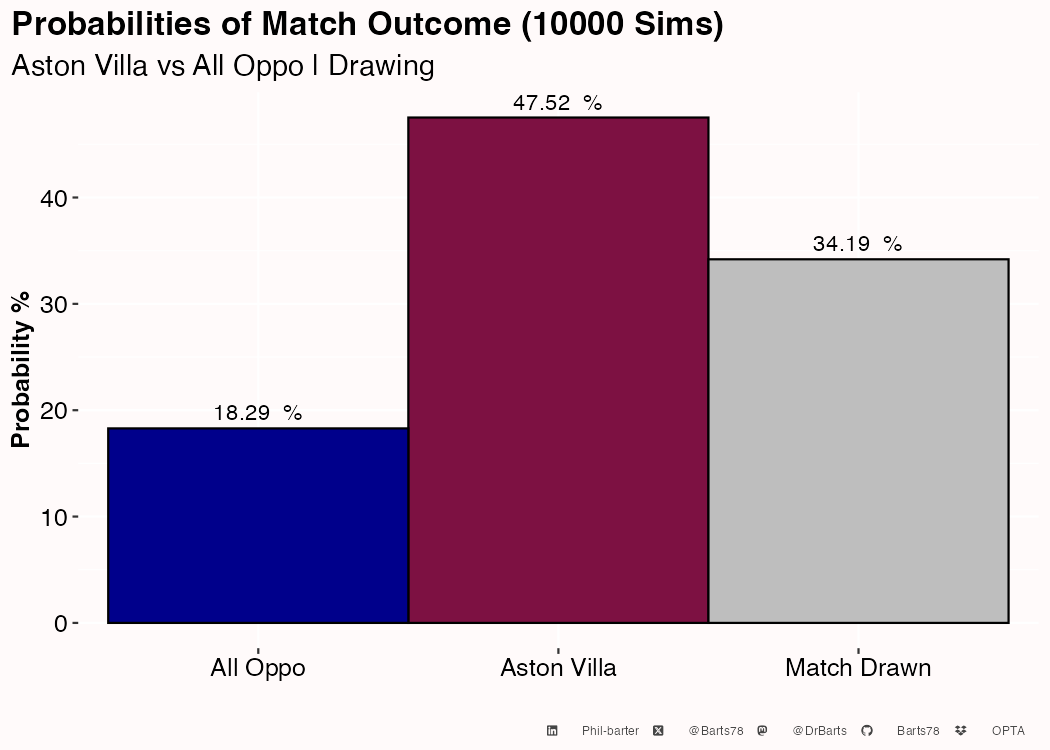 Probabilities of Match Outcome (10000 Sims)
Aston Villa vs All Oppo | Drawing
47.52 %
34.19 %
18.29 %
Probability %
40
30
20
10
0
All Oppo Aston Villa Match Drawn
Phil-barter @Barts78 @DrBarts Barts78 OPTA